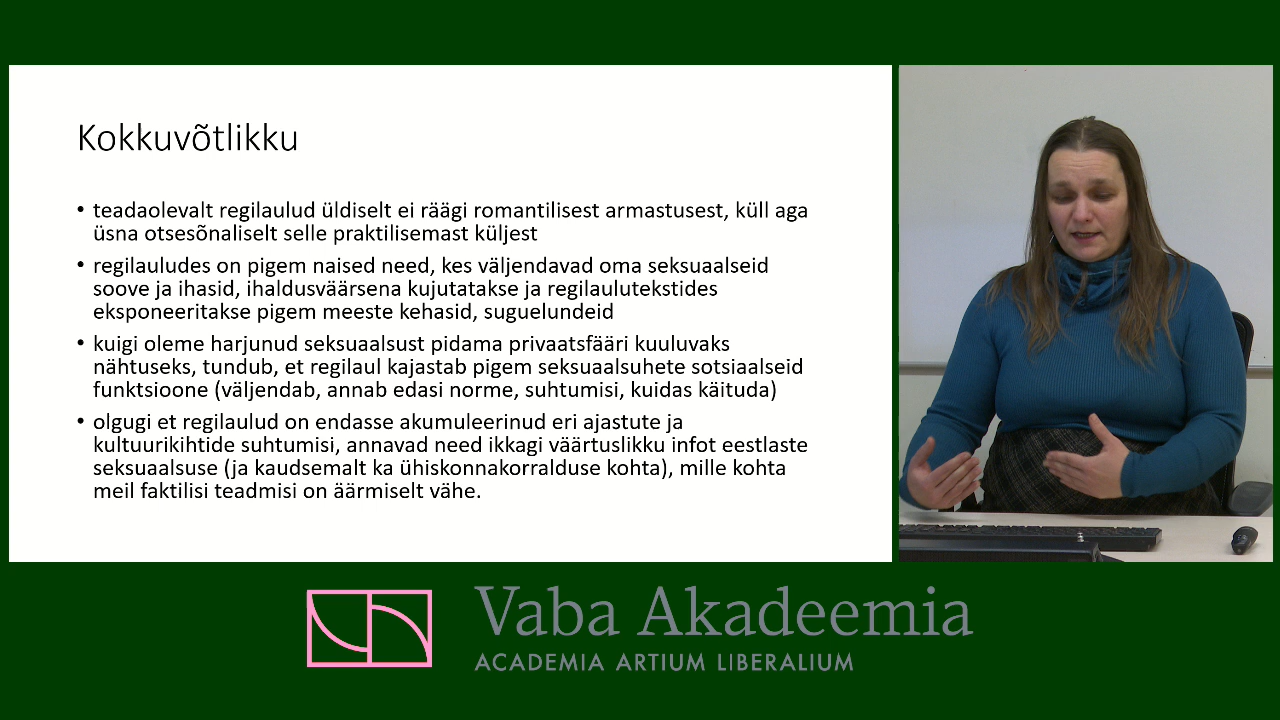 Kokkuvõtlikku
• teadaolevalt regilaulud üldiselt ei räägi romantilisest armastusest, küll aga
üsna otsesõnaliselt selle praktilisemast küljest
• regilauludes on pigem naised need, kes väljendavad oma seksuaalseid
soove ja ihasid, ihaldusväärsena kujutatakse ja regilaulutekstides
eksponeeritakse pigem meeste kehasid, suguelundeid
• kuigi oleme harjunud seksuaalsust pidama privaatsfääri kuuluvaks
nähtuseks, tundub, et regilaul kajastab pigem seksuaalsuhete sotsiaalseid
funktsioone (väljendab, annab edasi norme, suhtumisi, kuidas käituda)
• olgugi et regilaulud on endasse akumuleerinud eri ajastute ja
kultuurikihtide suhtumisi, annavad need ikkagi väärtuslikku infot eestlaste
seksuaalsuse (ja kaudsemalt ka ühiskonnakorralduse kohta), mille kohta
meil faktilisi teadmisi on äärmiselt vähe.
Vaba Akadeemia
ACADEMIA ARTIUM LIBERALIUM